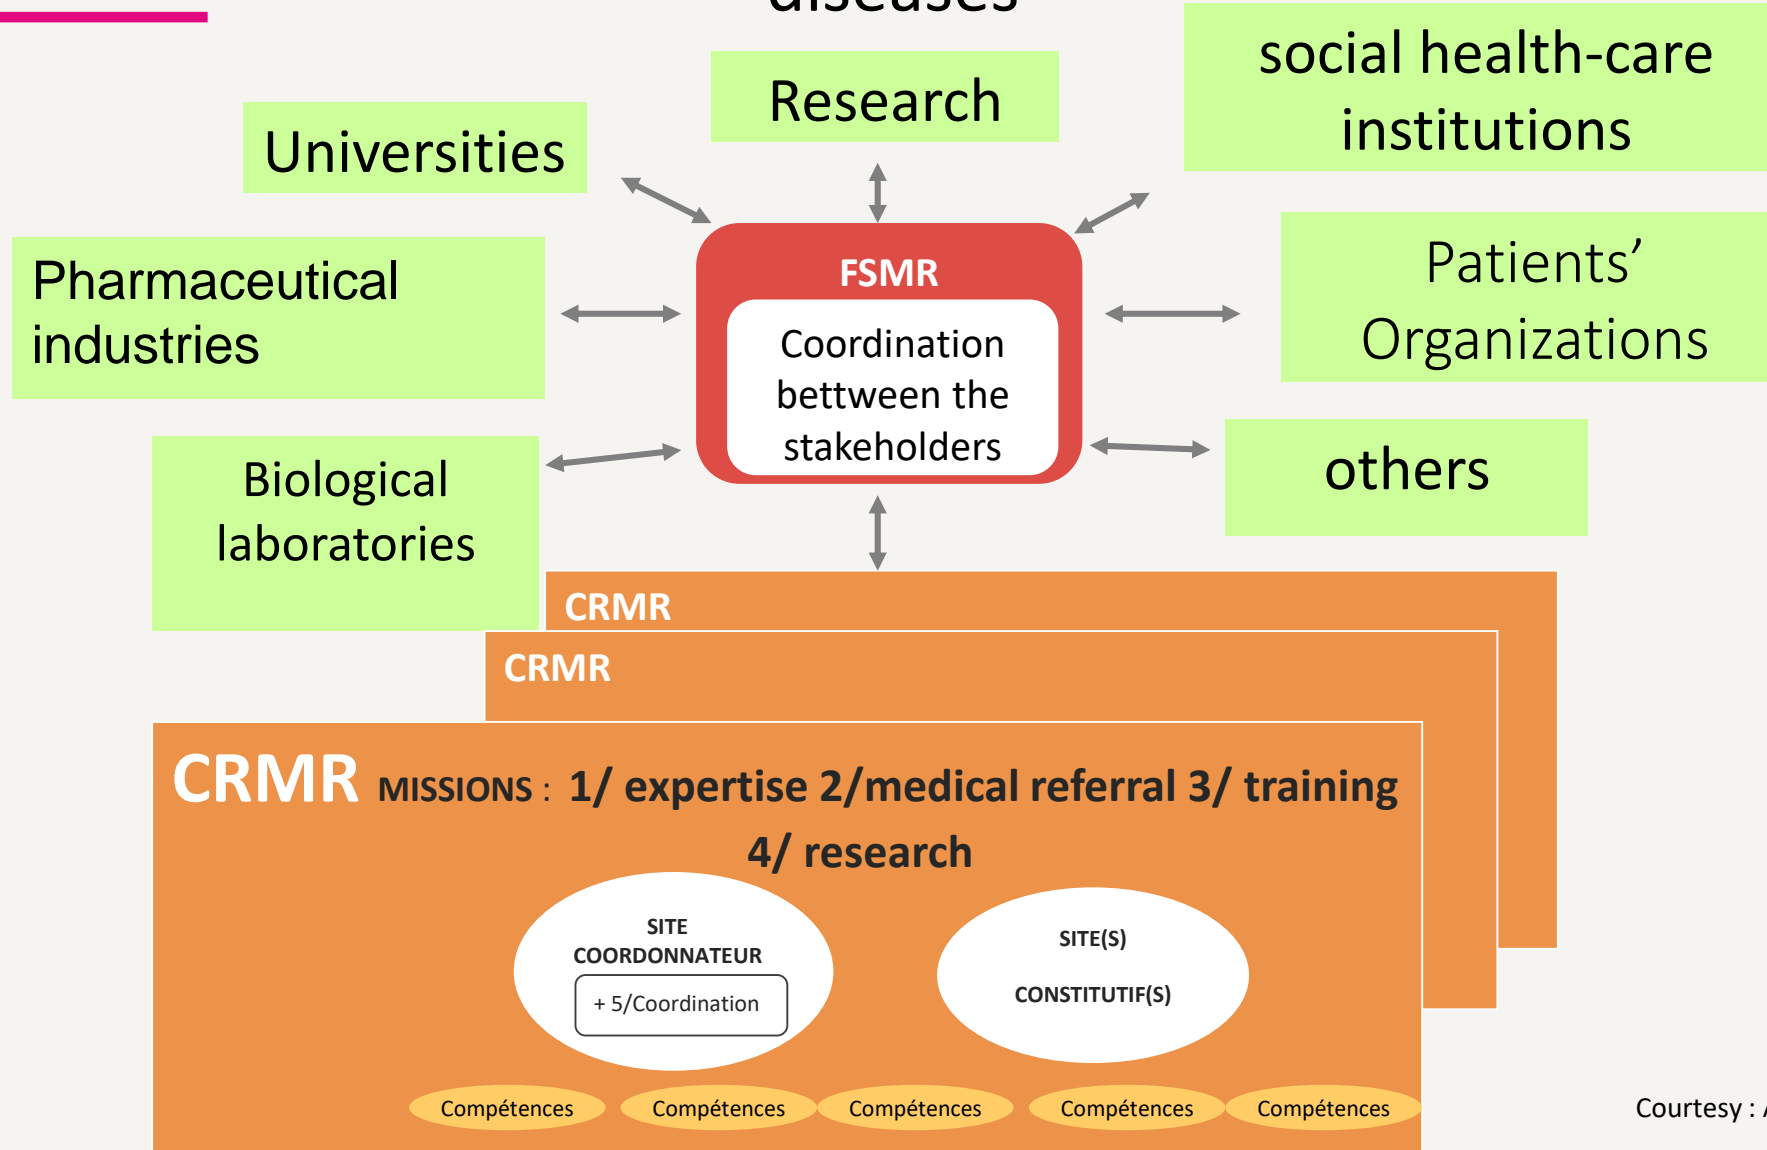 diseases
Research
social health-care
institutions
Universities
Pharmaceutical
industries
FSMR
Coordination
bettween the
stakeholders
Patients’
Organizations
Biological
laboratories
others
CRMR
CRMR
CRMR MISSIONS : 1/ expertise 2/medical referral 3/ training
4/ research
SITE
COORDONNATEUR
+ 5/Coordination
SITE(S)
CONSTITUTIF(S)
Compétences Compétences Compétences Compétences Compétences
Courtesy :